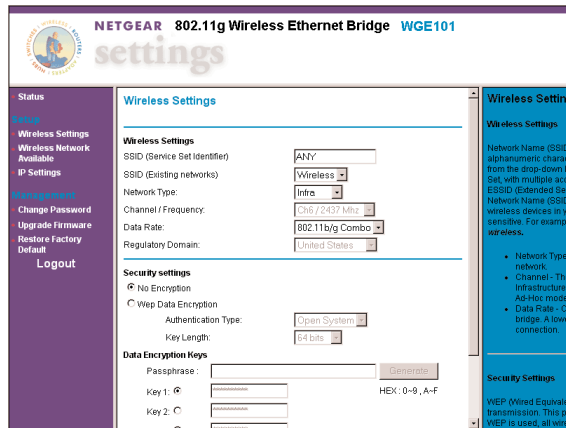 NETGEAR 802.11g Wireless Ethernet Bridge WGE101
settings
Status
Setup
Wireless Settings
Wireless Network
Available
IP Settings
Management
Change Password
Upgrade Firmware
Restore Factory
Default
Logout
Wireless Settings
Wireless Settings
SSID (Service Set Identifier) ANY
SSID (Existing networks) Wireless
Network Type: Infra
Channel / Frequency: Ch6 / 2437 Mhz
Data Rate: 802.11b/g Combo
Regulatory Domain: United States
Security settings
No Encryption
Wep Data Encryption
Authentication Type: Open System
Key Length: 64 bits
Data Encryption Keys
Passphrase : Generate
Key 1: HEX : 0~9 , A~F
Key 2:
Wireless Settin
Wireless Settings
Network Name (SSID
alphanumeric chara
from the drop-down
Set, with multiple ac
ESSID (Extended Se
Network Name (SSID
wireless devices in y
sensitive. For examp
wireless.
Network Type
network.
Channel - Th
Infrastructure
Ad-Hoc mode
Data Rate - C
bridge. A low
connection.
Security Settings
WEP (Wired Equivale
transmission. This p
WEP is used, all wire